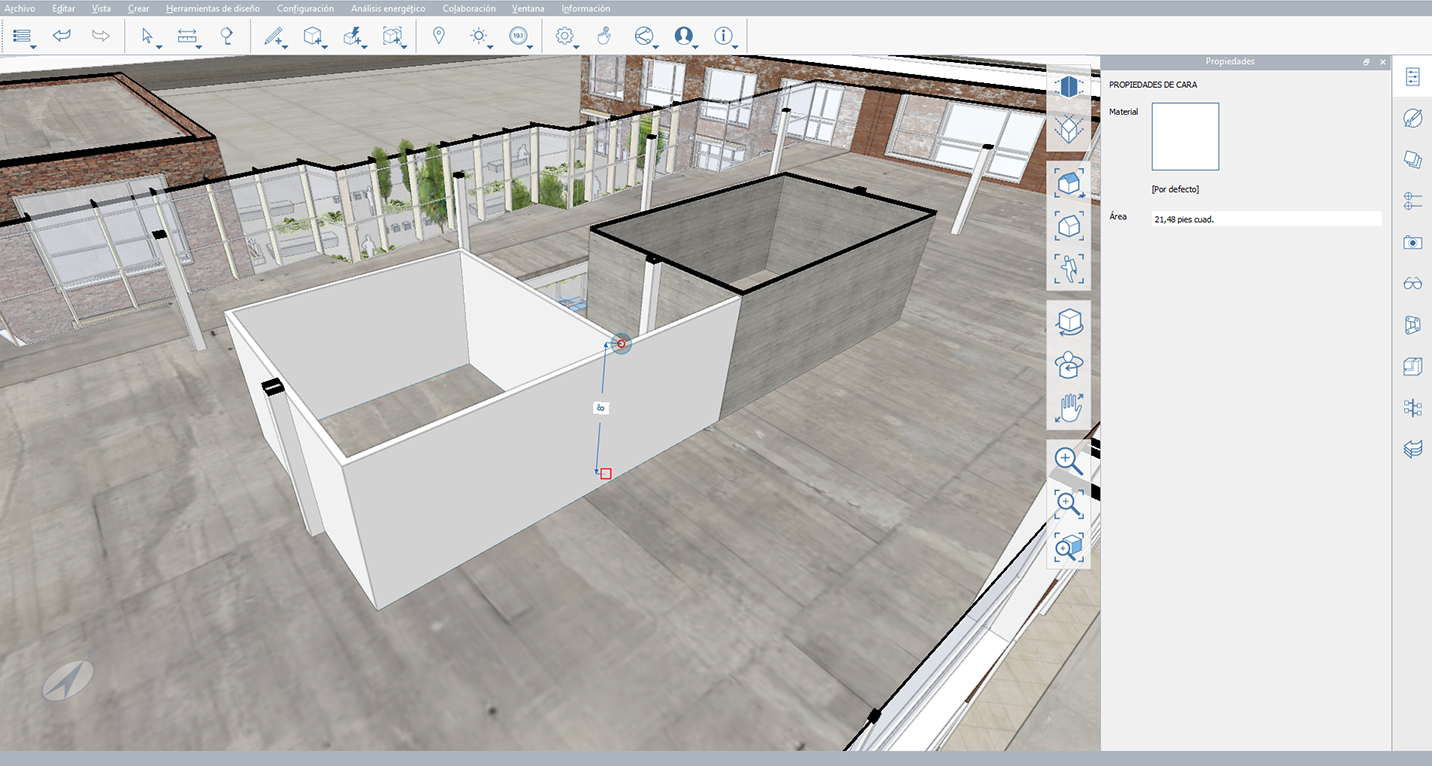 Archivo Editar Vista Crear Herramientas de diseño Configuración Análisis energético Colaboración Ventana Información
Propiedades
PROPIEDADES DE CARA
Material
[Por defecto]
Área 21,48 pies cuad.